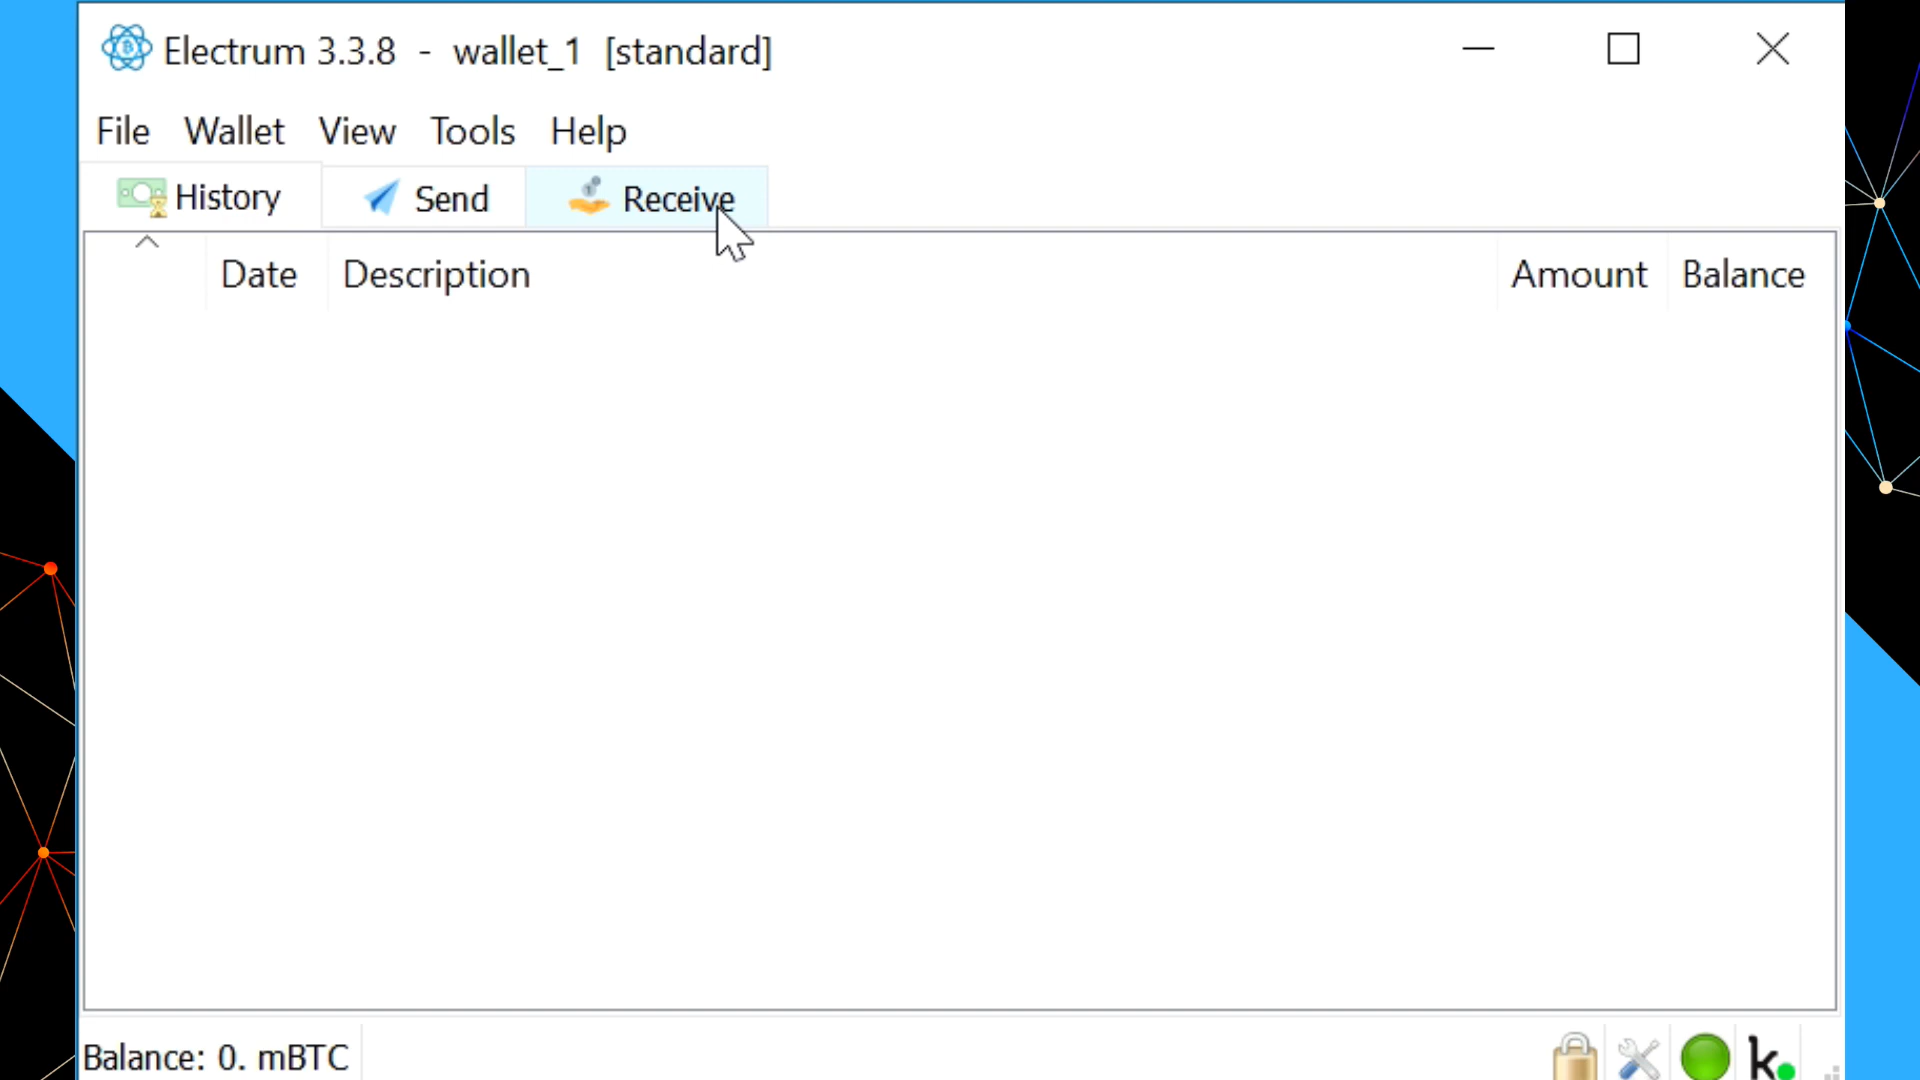 Electrum 3.3.8 - wallet_1 [standard]
File Wallet View Tools Help
History Send Receive
Date Description Amount Balance
Balance: 0. mBTC
k